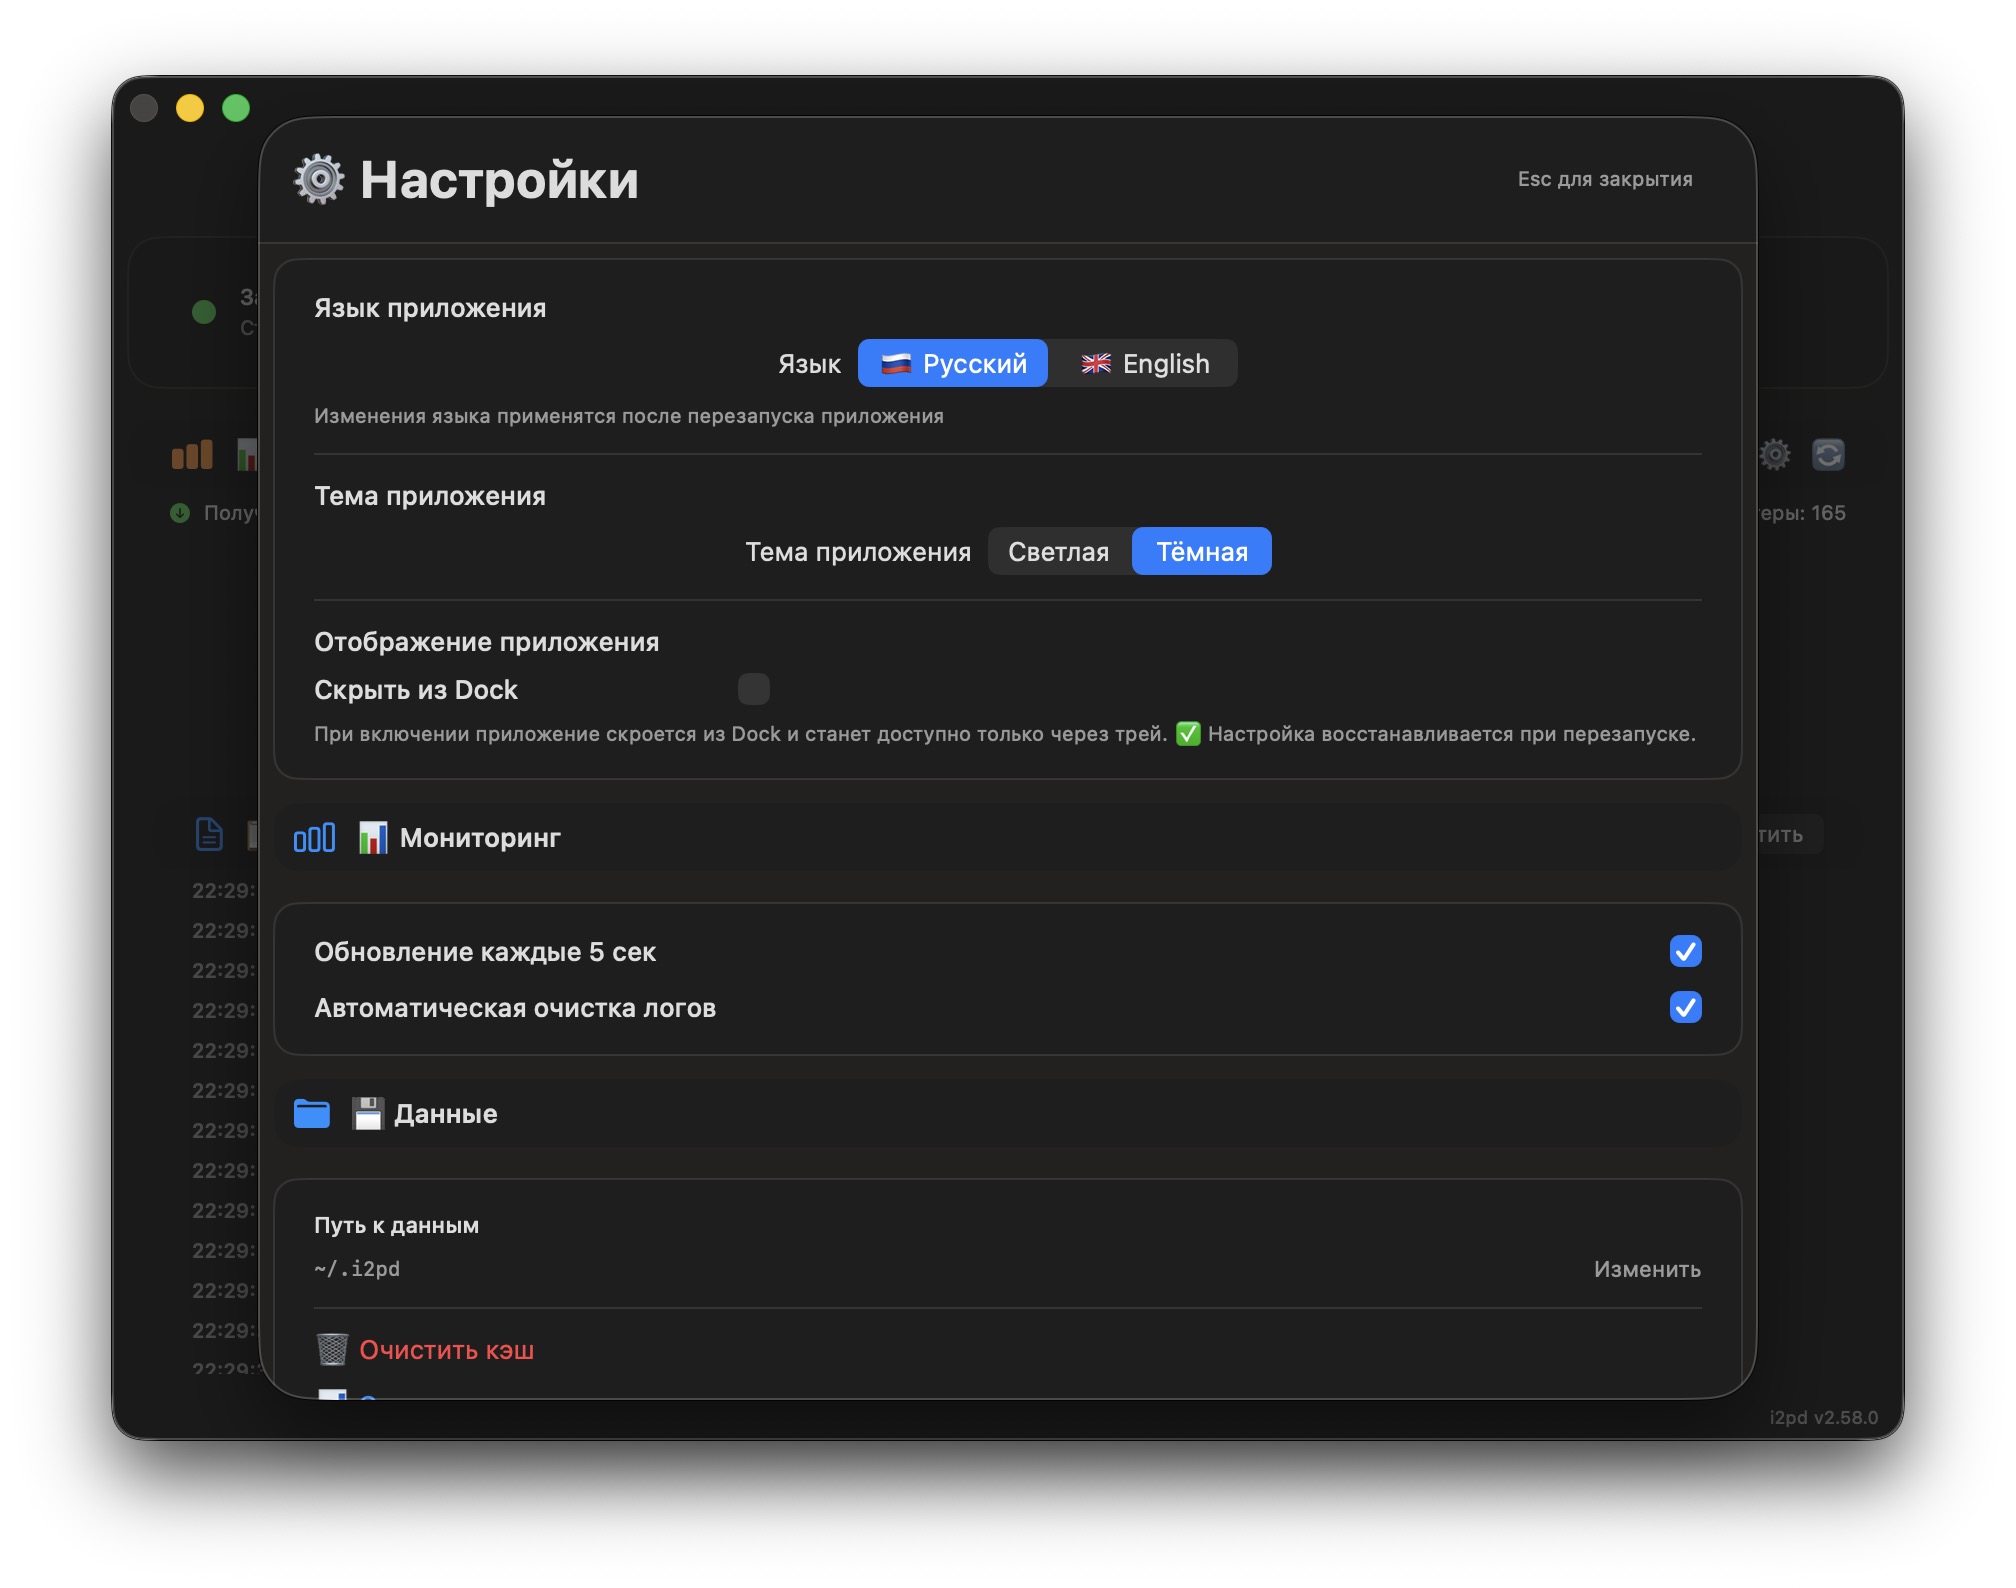 Настройки
Esc для закрытия
Язык приложения
Язык Русский English
Изменения языка применятся после перезапуска приложения
Тема приложения
Тема приложения Светлая Тёмная
Отображение приложения
Скрыть из Dock
При включении приложение скроется из Dock и станет доступно только через трей. ✅ Настройка восстанавливается при перезапуске.
Мониторинг
Обновление каждые 5 сек
Автоматическая очистка логов
Данные
Путь к данным
~/.i2pd
Изменить
Очистить кэш
165
22:29:
22:29:
22:29:
22:29:
22:29:
22:29:
22:29:
22:29:
22:29:
22:29:
22:29:
22:29:
22:29:
i2pd v2.58.0